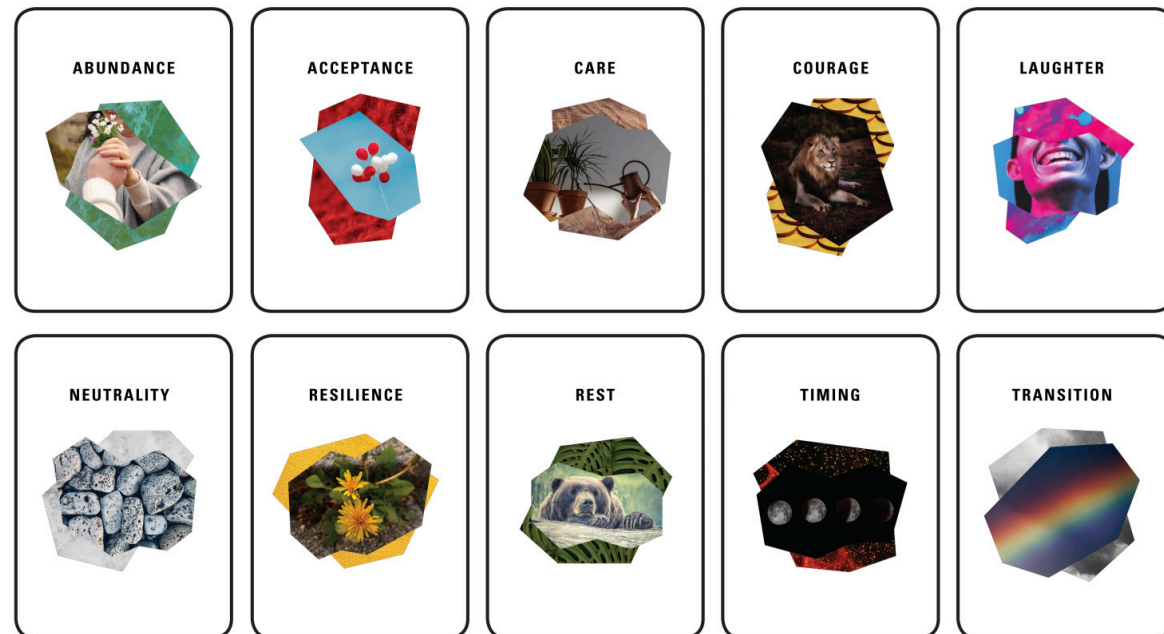 ABUNDANCE
ACCEPTANCE
CARE
COURAGE
LAUGHTER
NEUTRALITY
RESILIENCE
REST
TIMING
TRANSITION